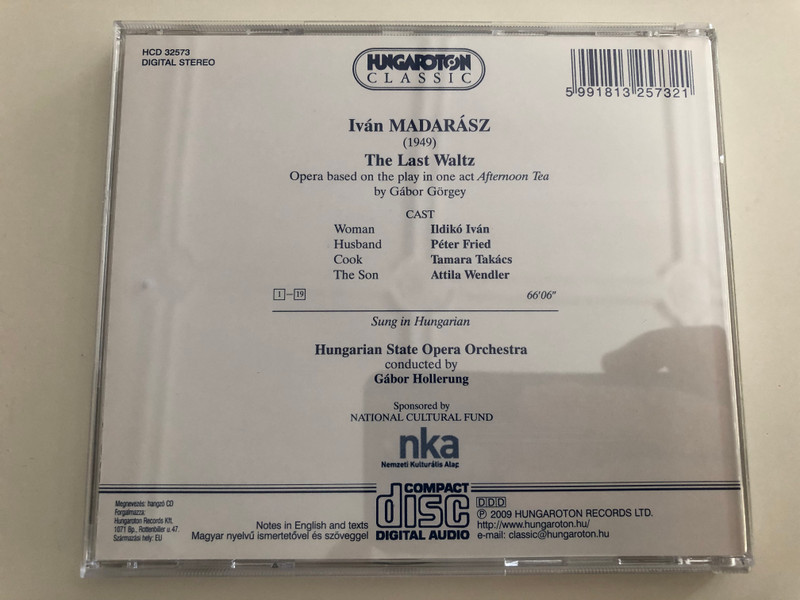 HCD 32573
DIGITAL STEREO
HUNGAROTON
CLASSIC
5 991813 257321
Iván MADARÁSZ
(1949)
The Last Waltz
Opera based on the play in one act Afternoon Tea
by Gábor Görgey
CAST
Woman Ildikó Iván
Husband Péter Fried
Cook Tamara Takács
The Son Attila Wendler
1–19 66'06"
Sung in Hungarian
Hungarian State Opera Orchestra
conducted by
Gábor Hollerung
Sponsored by
NATIONAL CULTURAL FUND
nka
Nemzeti Kulturális Alap
Megnevezés: hangzó CD
Forgalmazza:
Hungaroton Records Kft.
1071 Bp., Rottenbiller u. 47.
Származási hely: EU
Notes in English and texts
Magyar nyelvű ismertetővel és szöveggel
COMPACT
disc
DIGITAL AUDIO
DDD
℗ 2009 HUNGAROTON RECORDS LTD.
http://www.hungaroton.hu/
e-mail: classic@hungaroton.hu